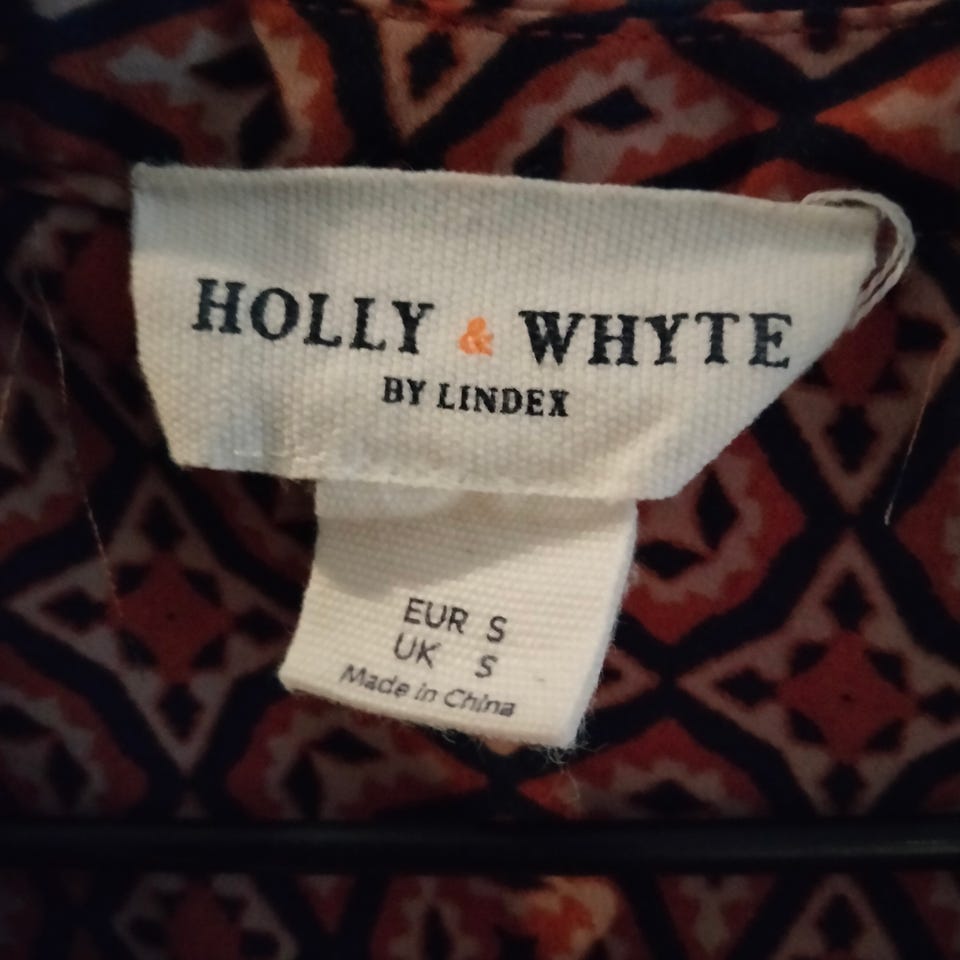 HOLLY & WHYTE
BY LINDEX
EUR S
UK S
Made in China